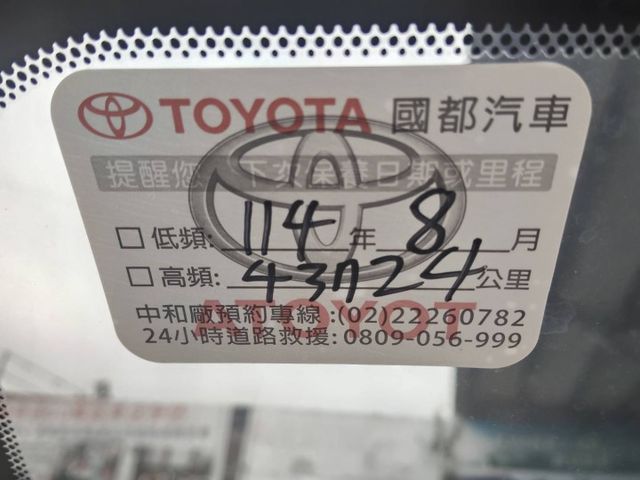 TOYOTA 國都汽車
提醒您 下次保養日期或里程
□ 低頻: 114 年 8 月
□ 高頻: 43724 公里
中和廠預約專線:(02)22260782
24小時道路救援: 0809-056-999